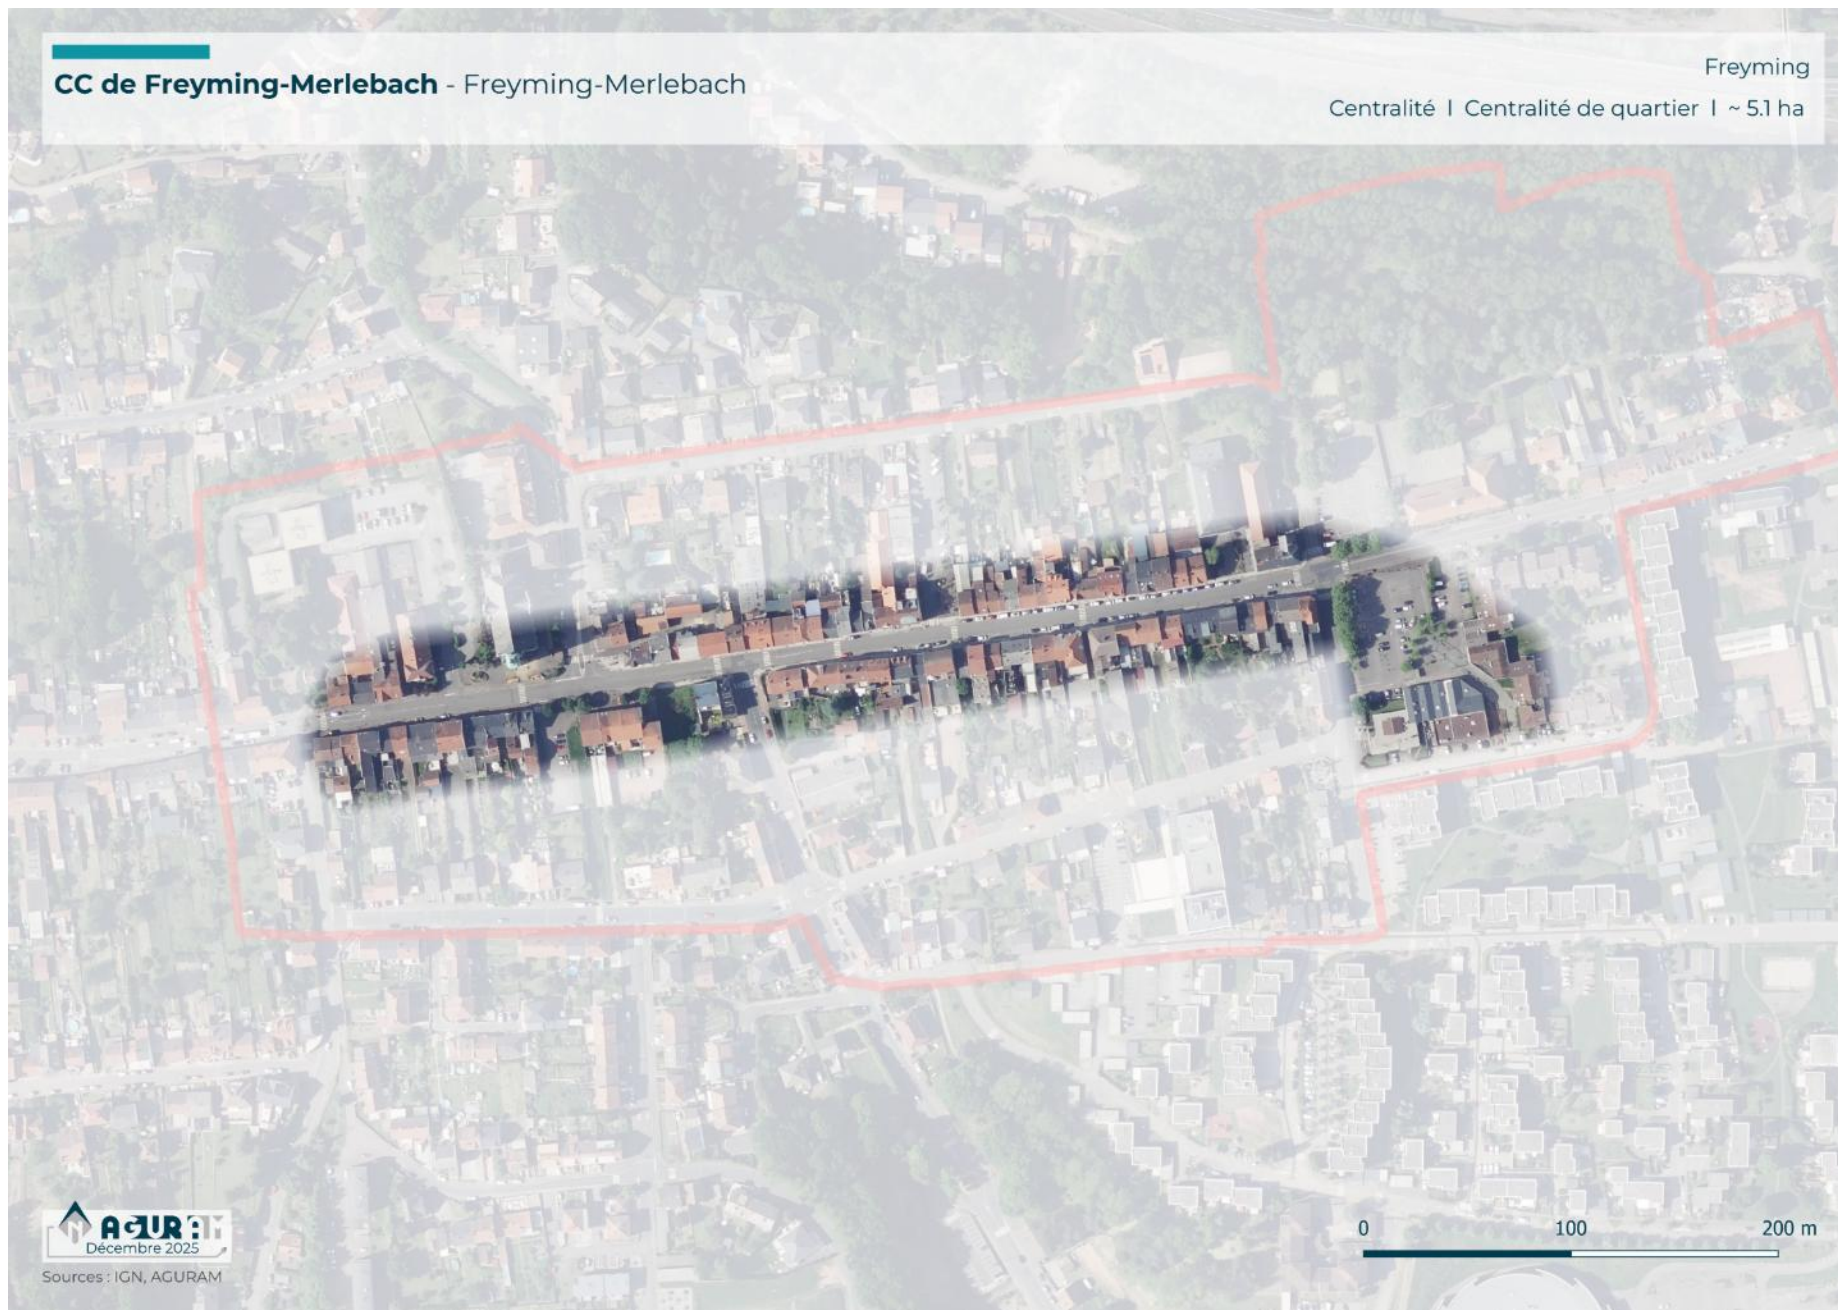 CC de Freyming-Merlebach - Freyming-Merlebach
Freyming
Centralité I Centralité de quartier I ~ 5.1 ha
N
AGURAM
Décembre 2025
Sources : IGN, AGURAM
0 100 200 m